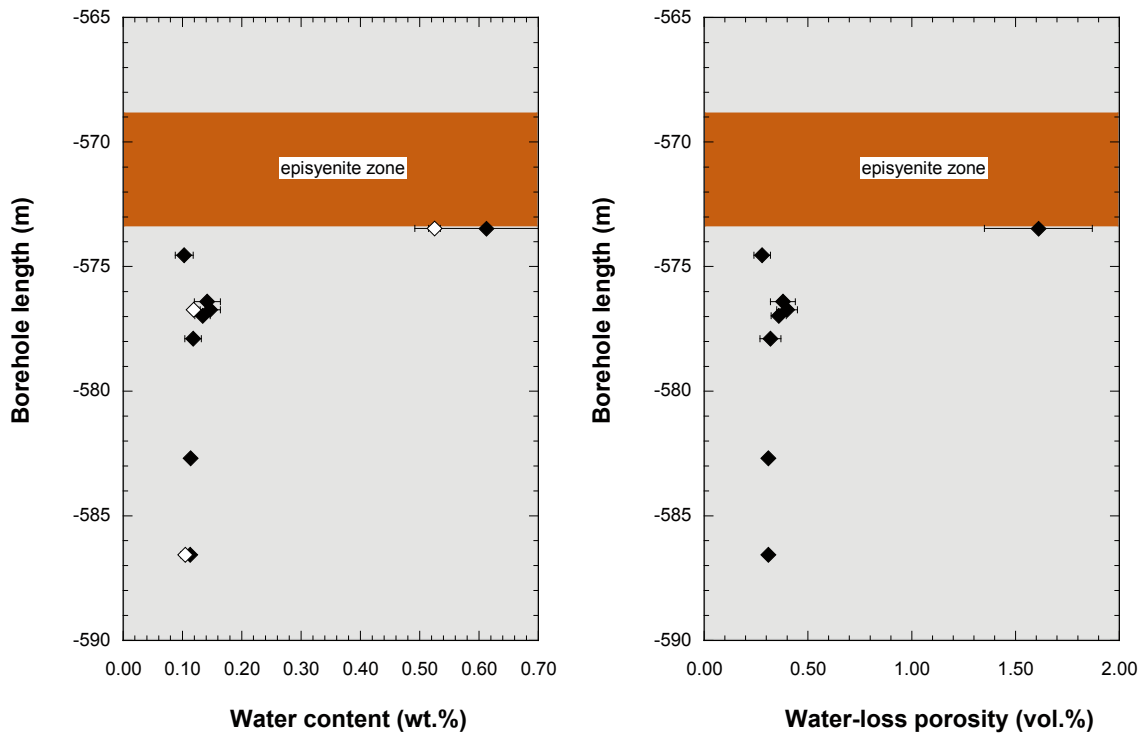 -565
-570
-575
-580
-585
-590
Borehole length (m)
episyenite zone
0.00 0.10 0.20 0.30 0.40 0.50 0.60 0.70
Water content (wt.%)
-565
-570
-575
-580
-585
-590
Borehole length (m)
episyenite zone
0.00 0.50 1.00 1.50 2.00
Water-loss porosity (vol.%)